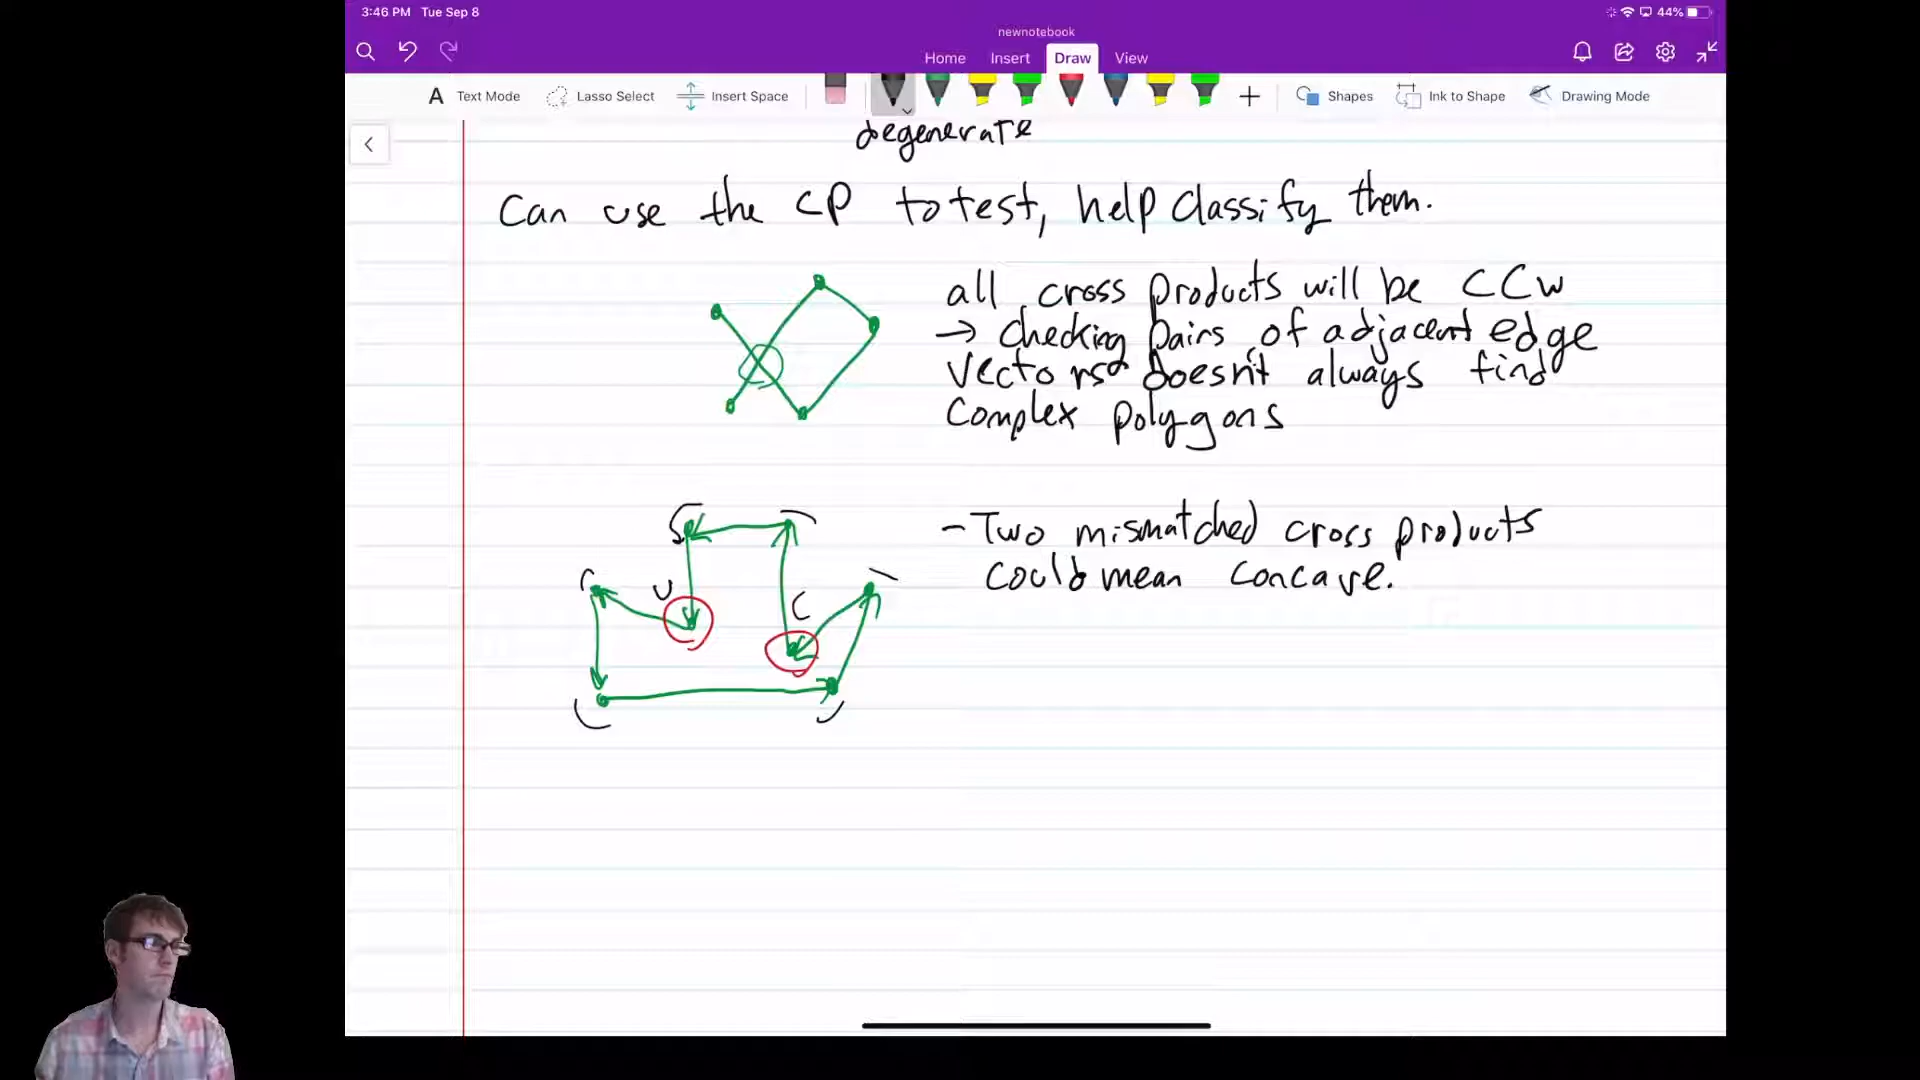 3:46 PM Tue Sep 8
44%
newnotebook
Home Insert Draw View
A Text Mode Lasso Select Insert Space Shapes Ink to Shape Drawing Mode
degenerate
Can use the CP to test, help classify them.
all cross products will be CCW
→ checking pairs of adjacent edge
vectors doesn't always find
complex polygons
- Two mismatched cross products
could mean concave.